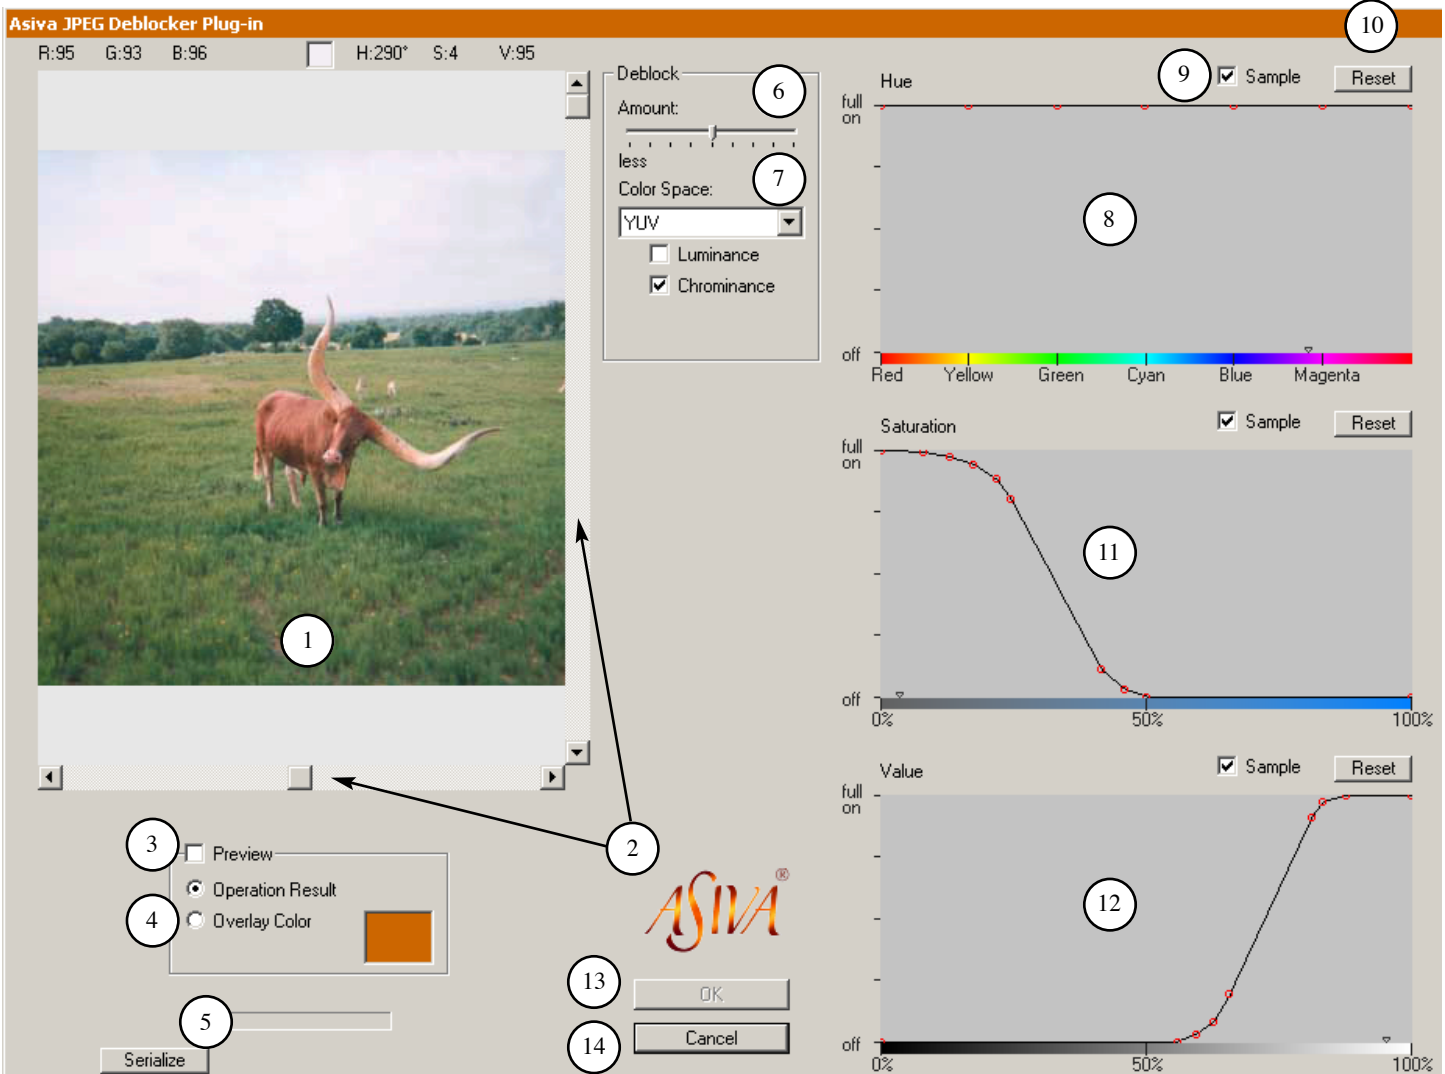 Asiva JPEG Deblocker Plug-in
10
R:95 G:93 B:96 H:290° S:4 V:95
Deblock
6
Amount:
less
7
Color Space:
YUV
Luminance
Chrominance
Hue
9
Sample
Reset
full
on
8
off
Red Yellow Green Cyan Blue Magenta
Saturation
Sample
Reset
full
on
11
off
0% 50% 100%
Value
Sample
Reset
full
on
12
off
0% 50% 100%
1
2
3
Preview
Operation Result
4
Overlay Color
5
Serialize
ASIVA®
13
OK
14
Cancel